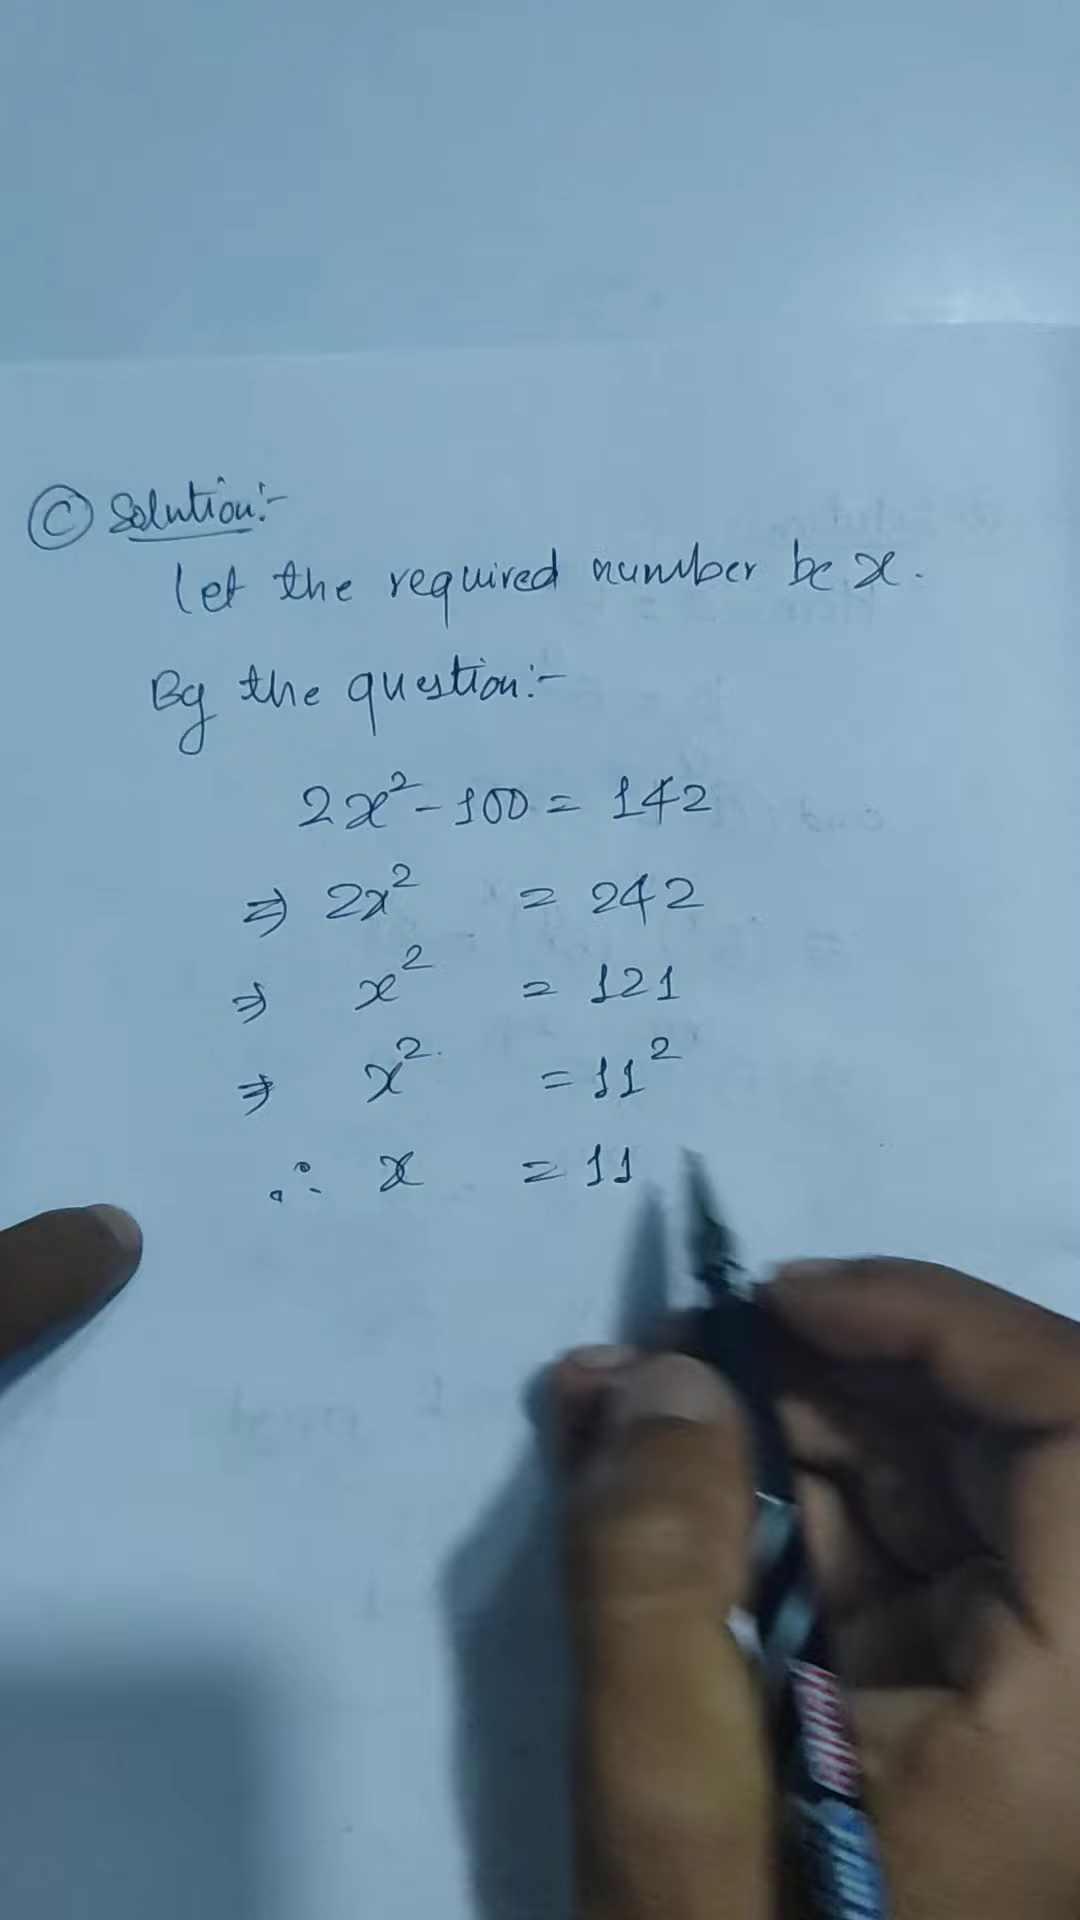 Ⓒ Solution:-
Let the required number be x.
By the question:-
2x² - 100 = 142
⇒ 2x² = 242
⇒ x² = 121
⇒ x² = 11²
∴ x = 11